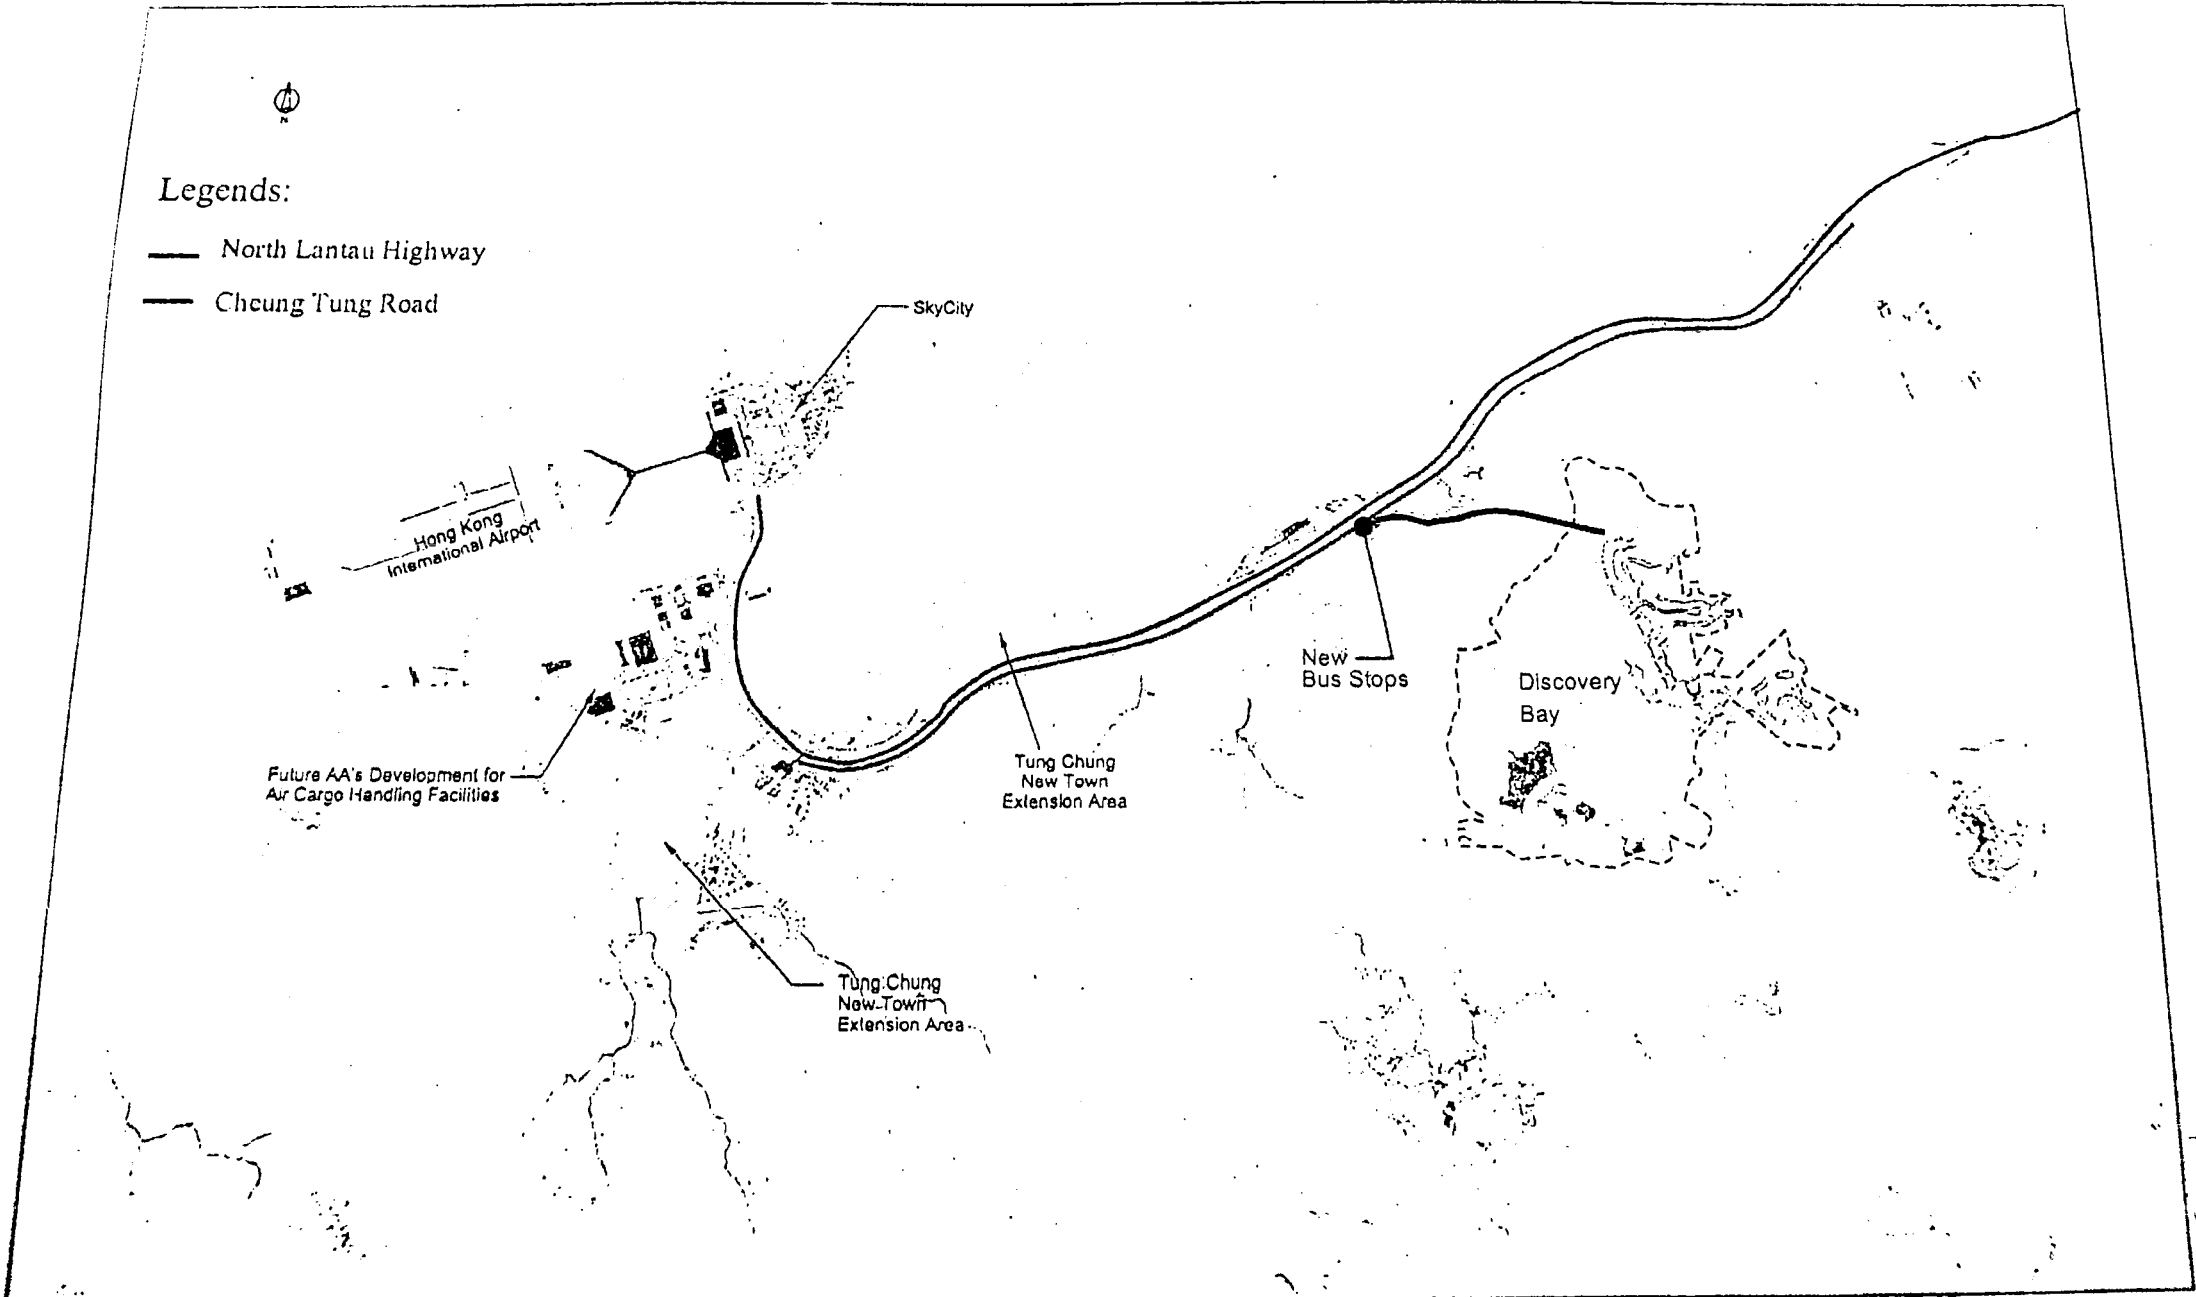 N
Legends:
North Lantau Highway
Cheung Tung Road
SkyCity
Hong Kong
International Airport
New
Bus Stops
Discovery
Bay
Future AA's Development for
Air Cargo Handling Facilities
Tung Chung
New Town
Extension Area
Tung Chung
New Town
Extension Area